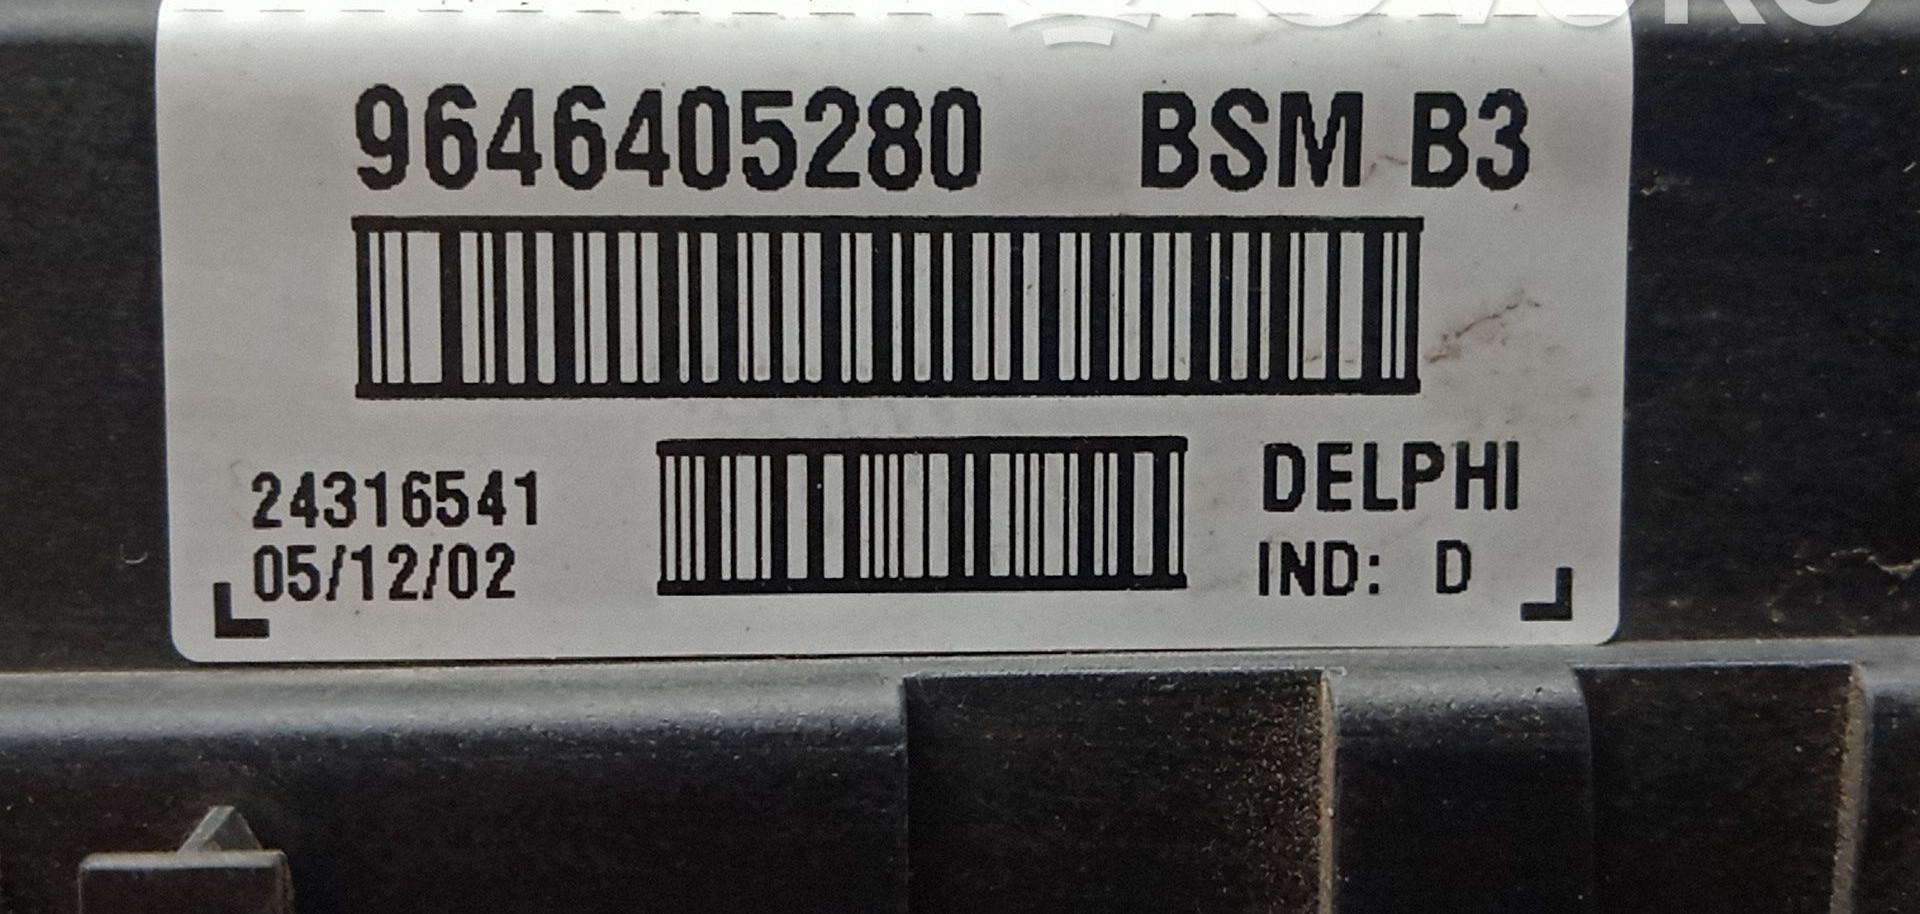 9646405280 BSM B3
24316541 DELPHI
05/12/02 IND: D